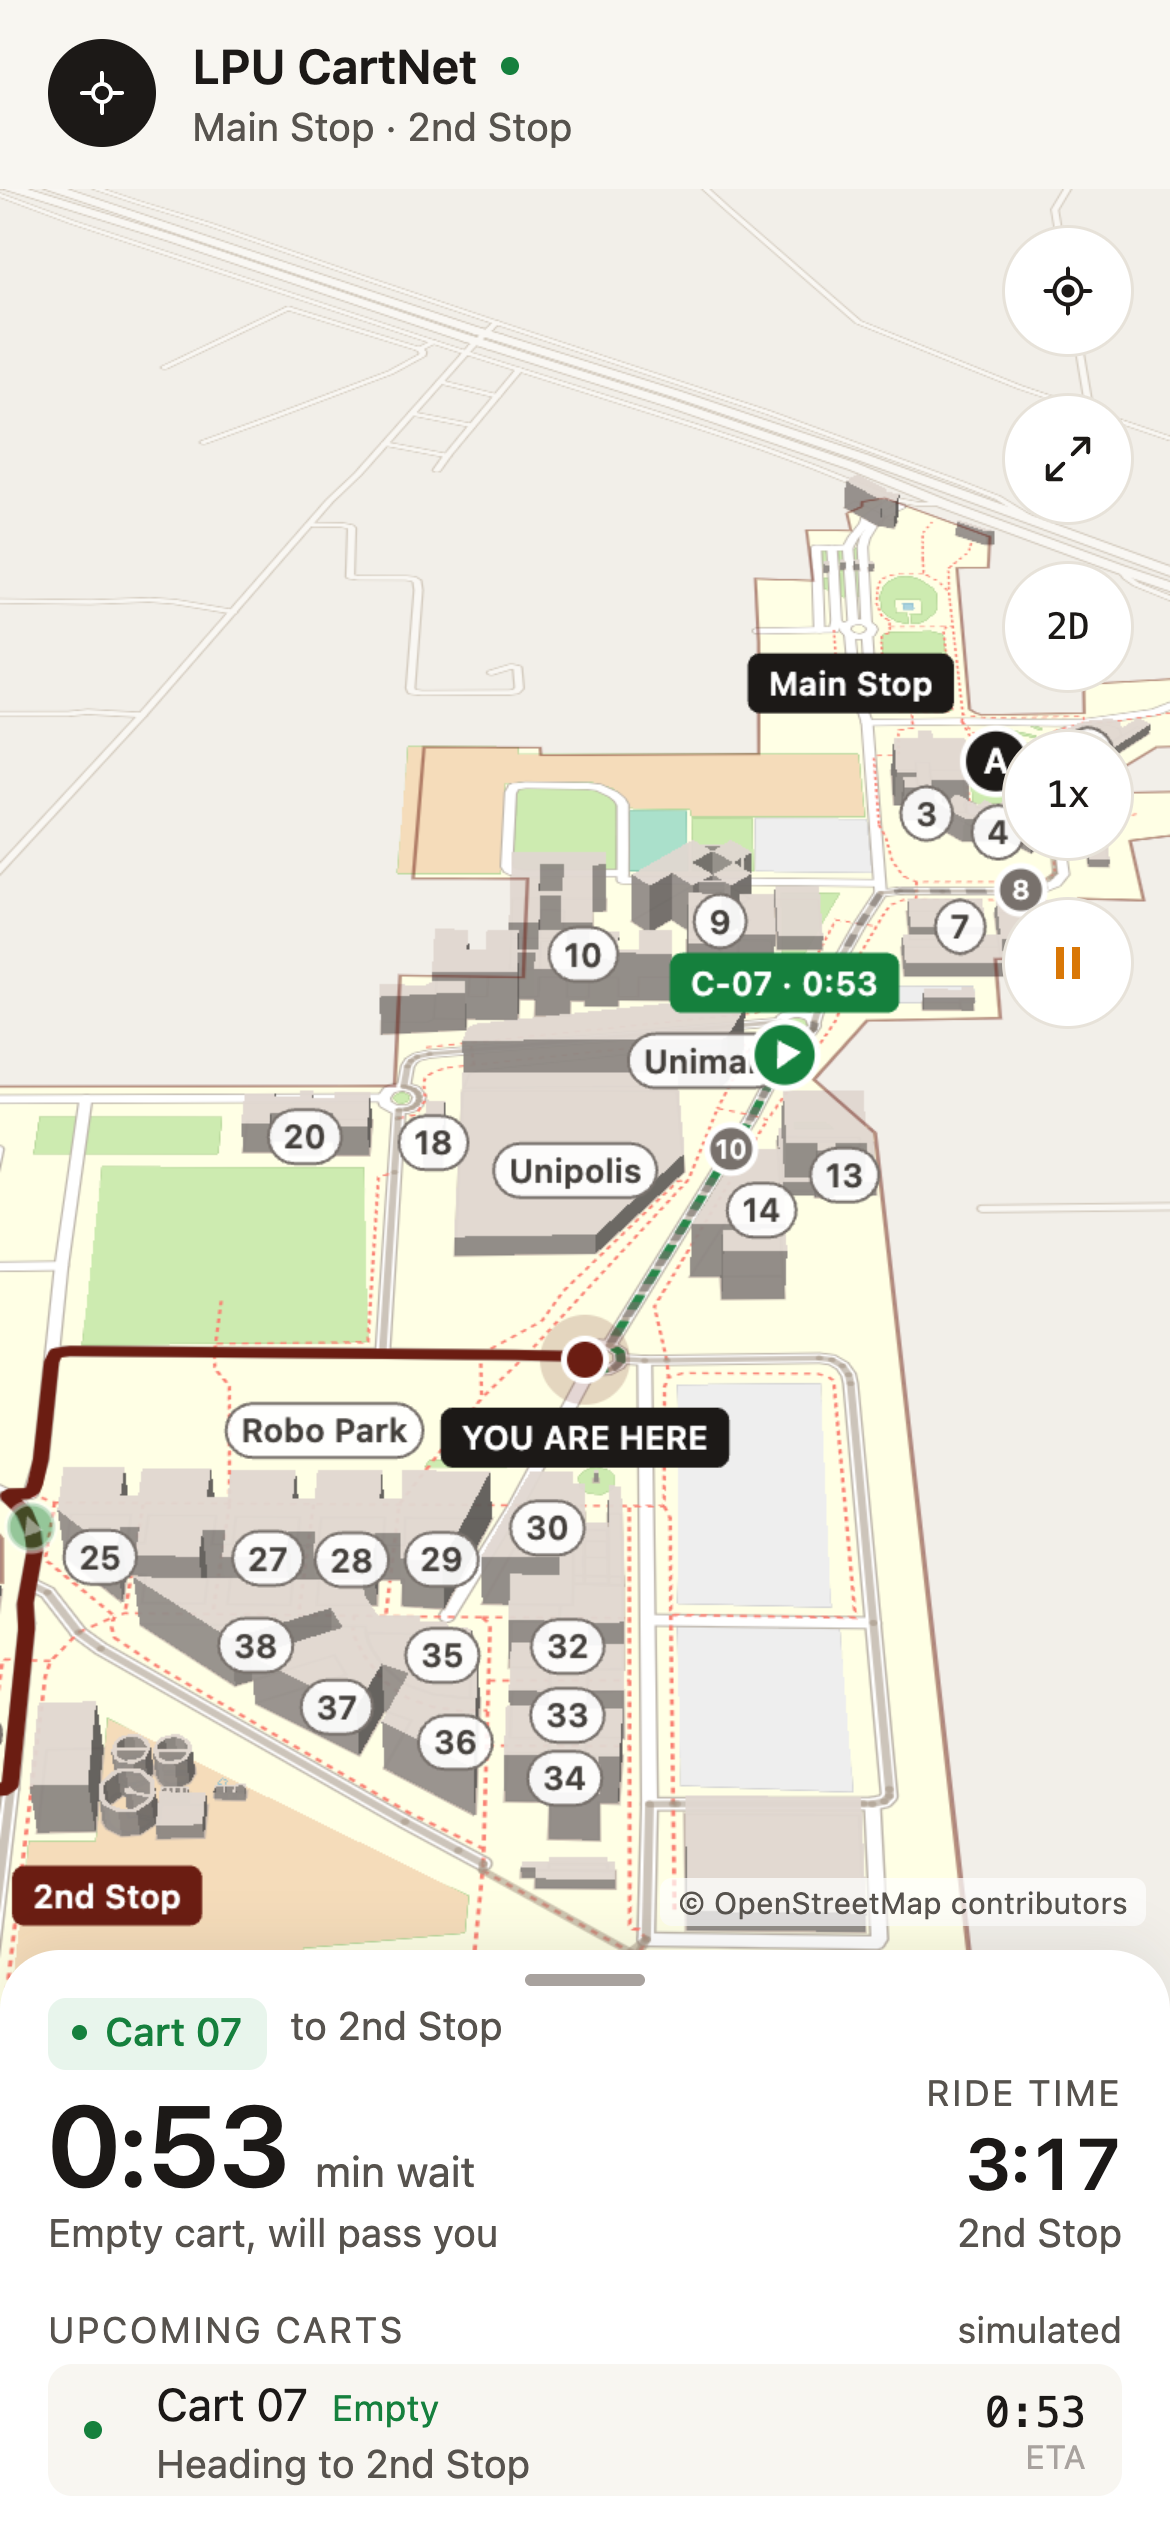 LPU CartNet
Main Stop · 2nd Stop
2D
Main Stop
A
1x
3
4
8
7
9
10
C-07 · 0:53
Unima
20
18
10
13
Unipolis
14
Robo Park
YOU ARE HERE
30
25
27
28
29
38
35
32
37
33
36
34
2nd Stop
© OpenStreetMap contributors
Cart 07
to 2nd Stop
RIDE TIME
0:53 min wait
3:17
Empty cart, will pass you
2nd Stop
UPCOMING CARTS
simulated
Cart 07 Empty
0:53
Heading to 2nd Stop
ETA